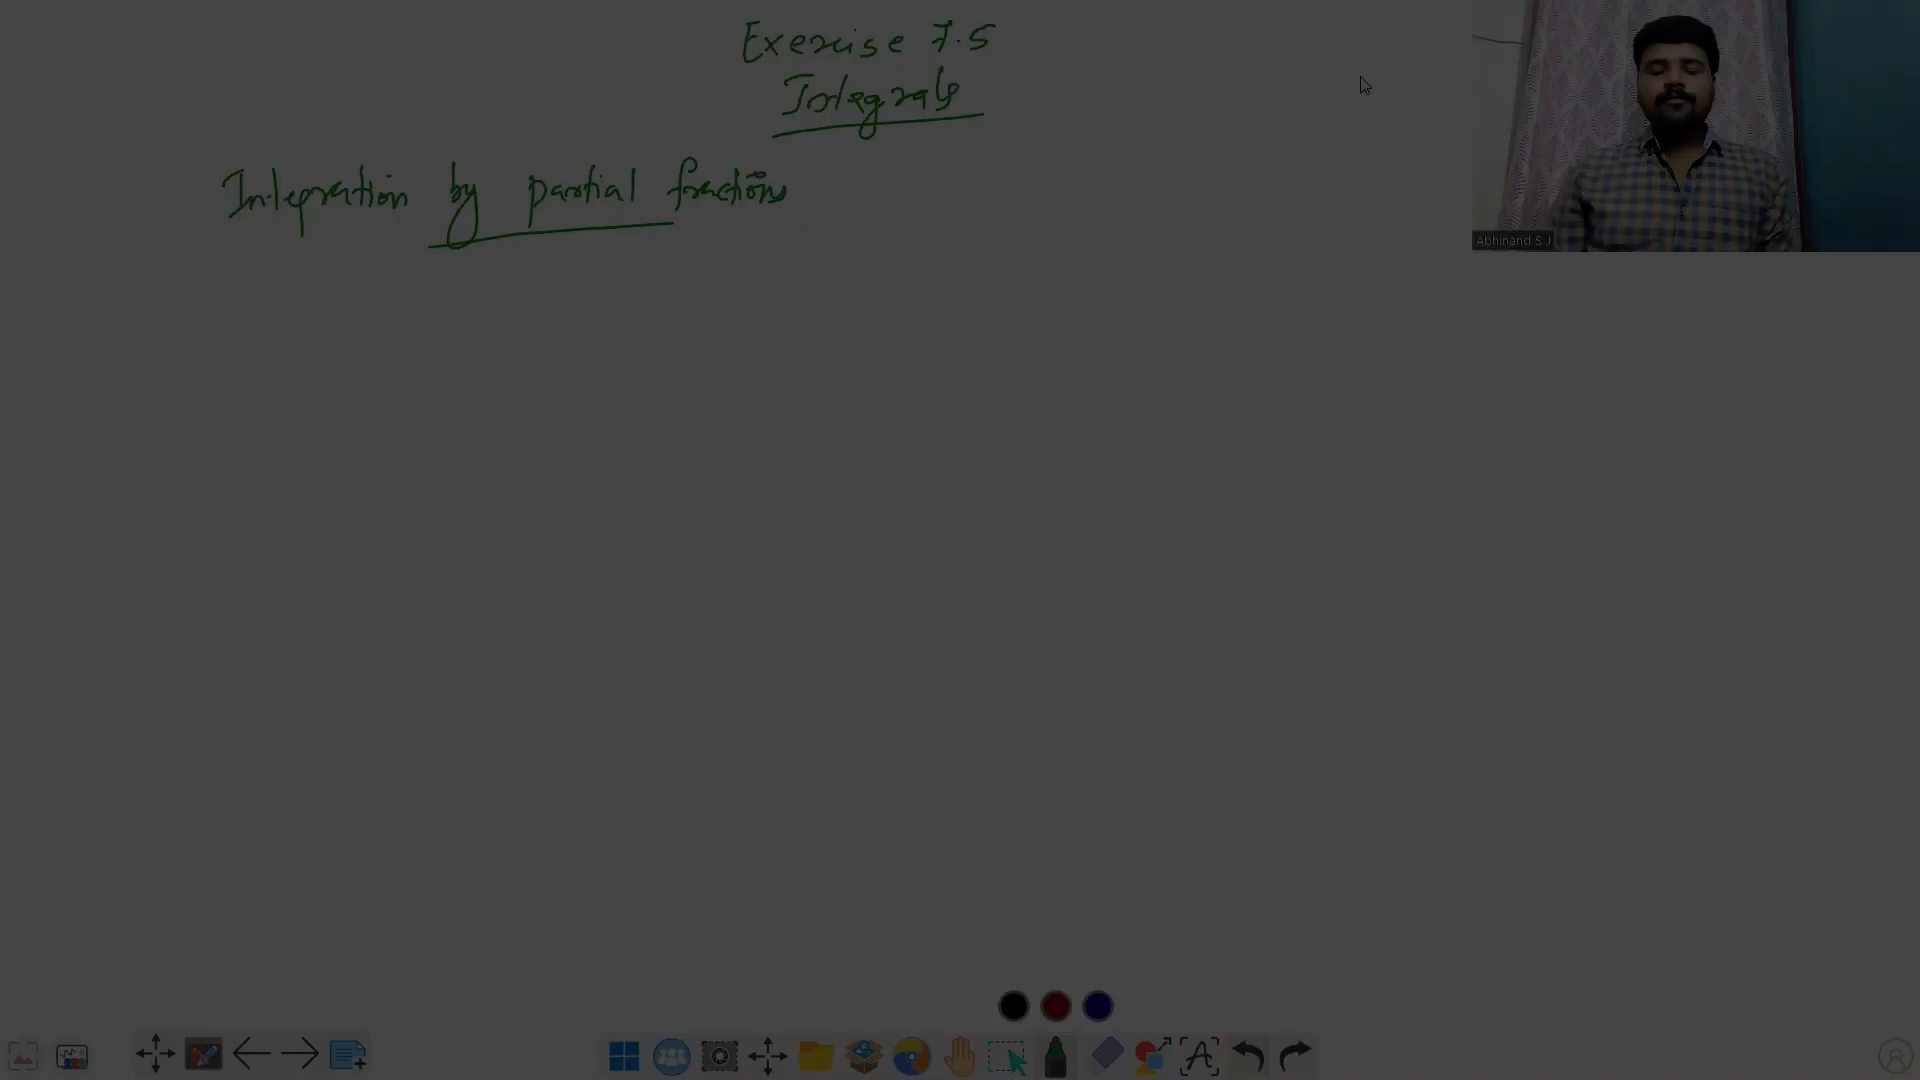 Exercise 7.5
Integrals
Integration by partial fractions
Abhinand S J